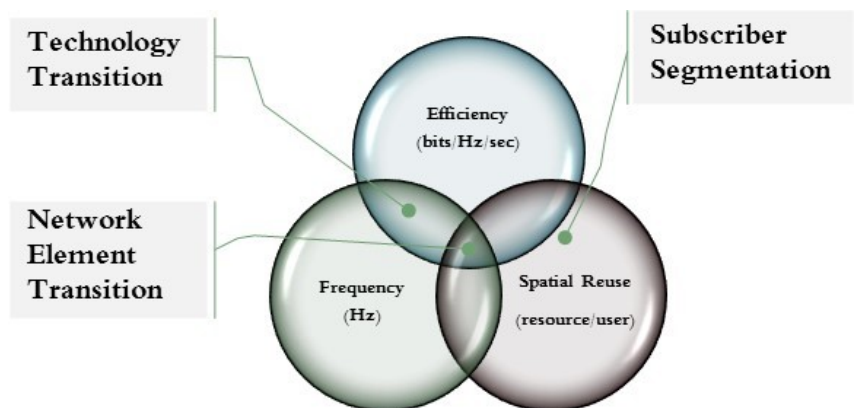 Technology
Transition
Subscriber
Segmentation
Efficiency
(bits/Hz/sec)
Network
Element
Transition
Frequency
(Hz)
Spatial Reuse
(resource/user)